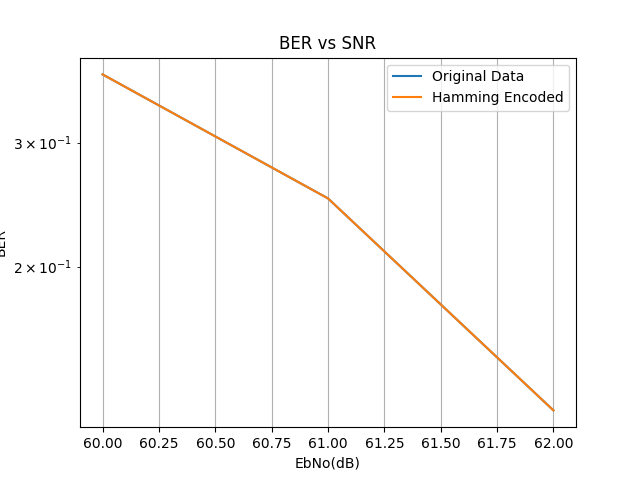 BER vs SNR
Original Data
Hamming Encoded
3 × 10⁻¹
2 × 10⁻¹
BER
60.00 60.25 60.50 60.75 61.00 61.25 61.50 61.75 62.00
EbNo(dB)